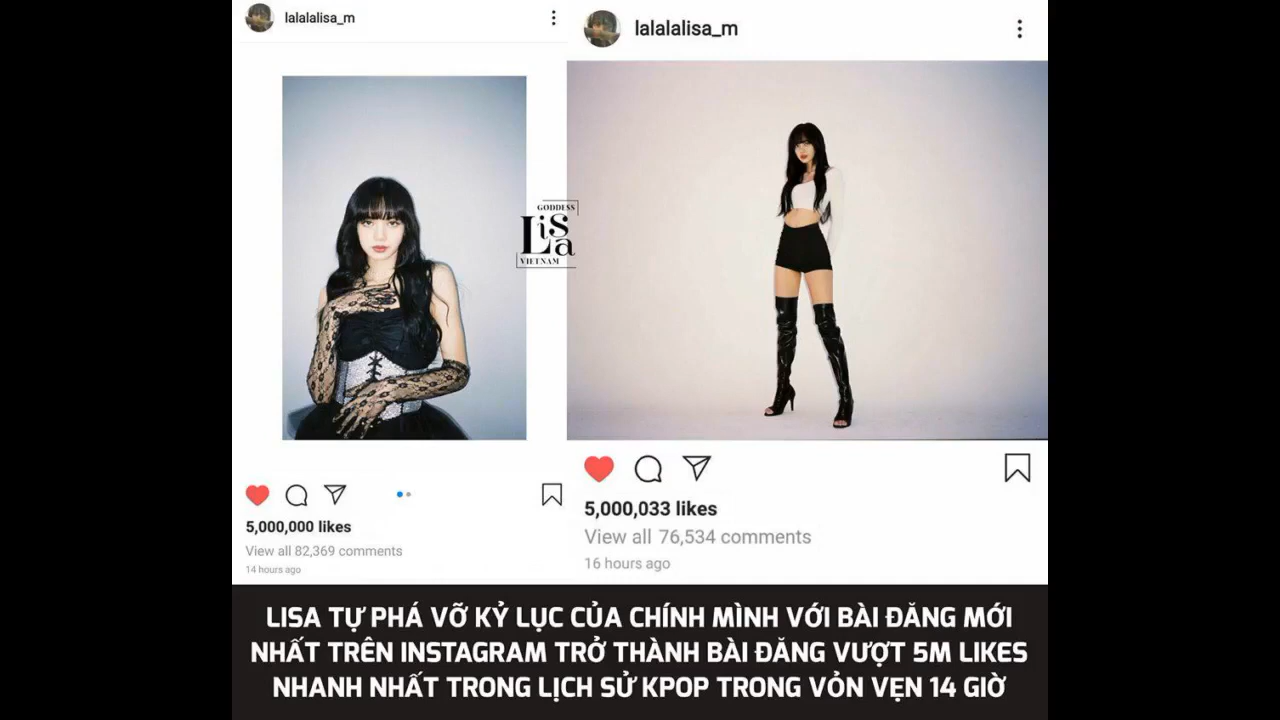 lalalalisa_m
5,000,000 likes
View all 82,369 comments
14 hours ago
GODDESS
LISA
VIETNAM
lalalalisa_m
5,000,033 likes
View all 76,534 comments
16 hours ago
LISA TỰ PHÁ VỠ KỶ LỤC CỦA CHÍNH MÌNH VỚI BÀI ĐĂNG MỚI
NHẤT TRÊN INSTAGRAM TRỞ THÀNH BÀI ĐĂNG VƯỢT 5M LIKES
NHANH NHẤT TRONG LỊCH SỬ KPOP TRONG VỎN VẸN 14 GIỜ